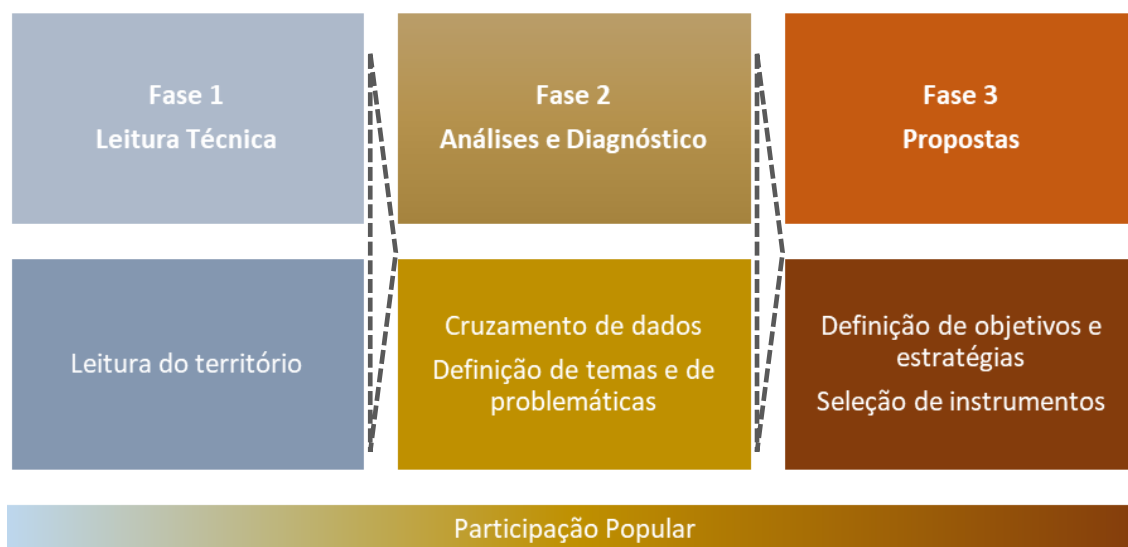 Fase 1
Leitura Técnica
Fase 2
Análises e Diagnóstico
Fase 3
Propostas
Leitura do território
Cruzamento de dados
Definição de temas e de
problemáticas
Definição de objetivos e
estratégias
Seleção de instrumentos
Participação Popular